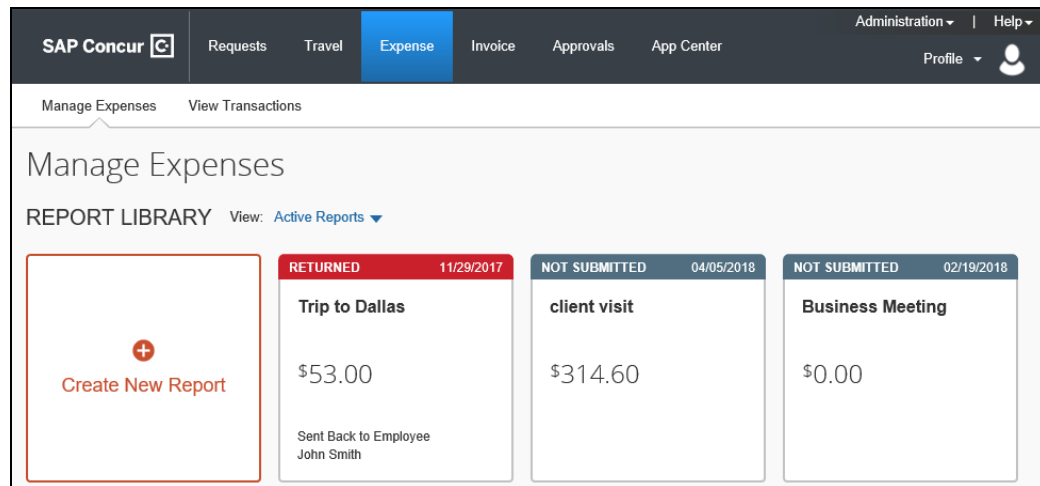 Administration | Help
SAP Concur C Requests Travel Expense Invoice Approvals App Center
Profile
Manage Expenses View Transactions
Manage Expenses
REPORT LIBRARY View: Active Reports
Create New Report
RETURNED 11/29/2017
Trip to Dallas
$53.00
Sent Back to Employee
John Smith
NOT SUBMITTED 04/05/2018
client visit
$314.60
NOT SUBMITTED 02/19/2018
Business Meeting
$0.00